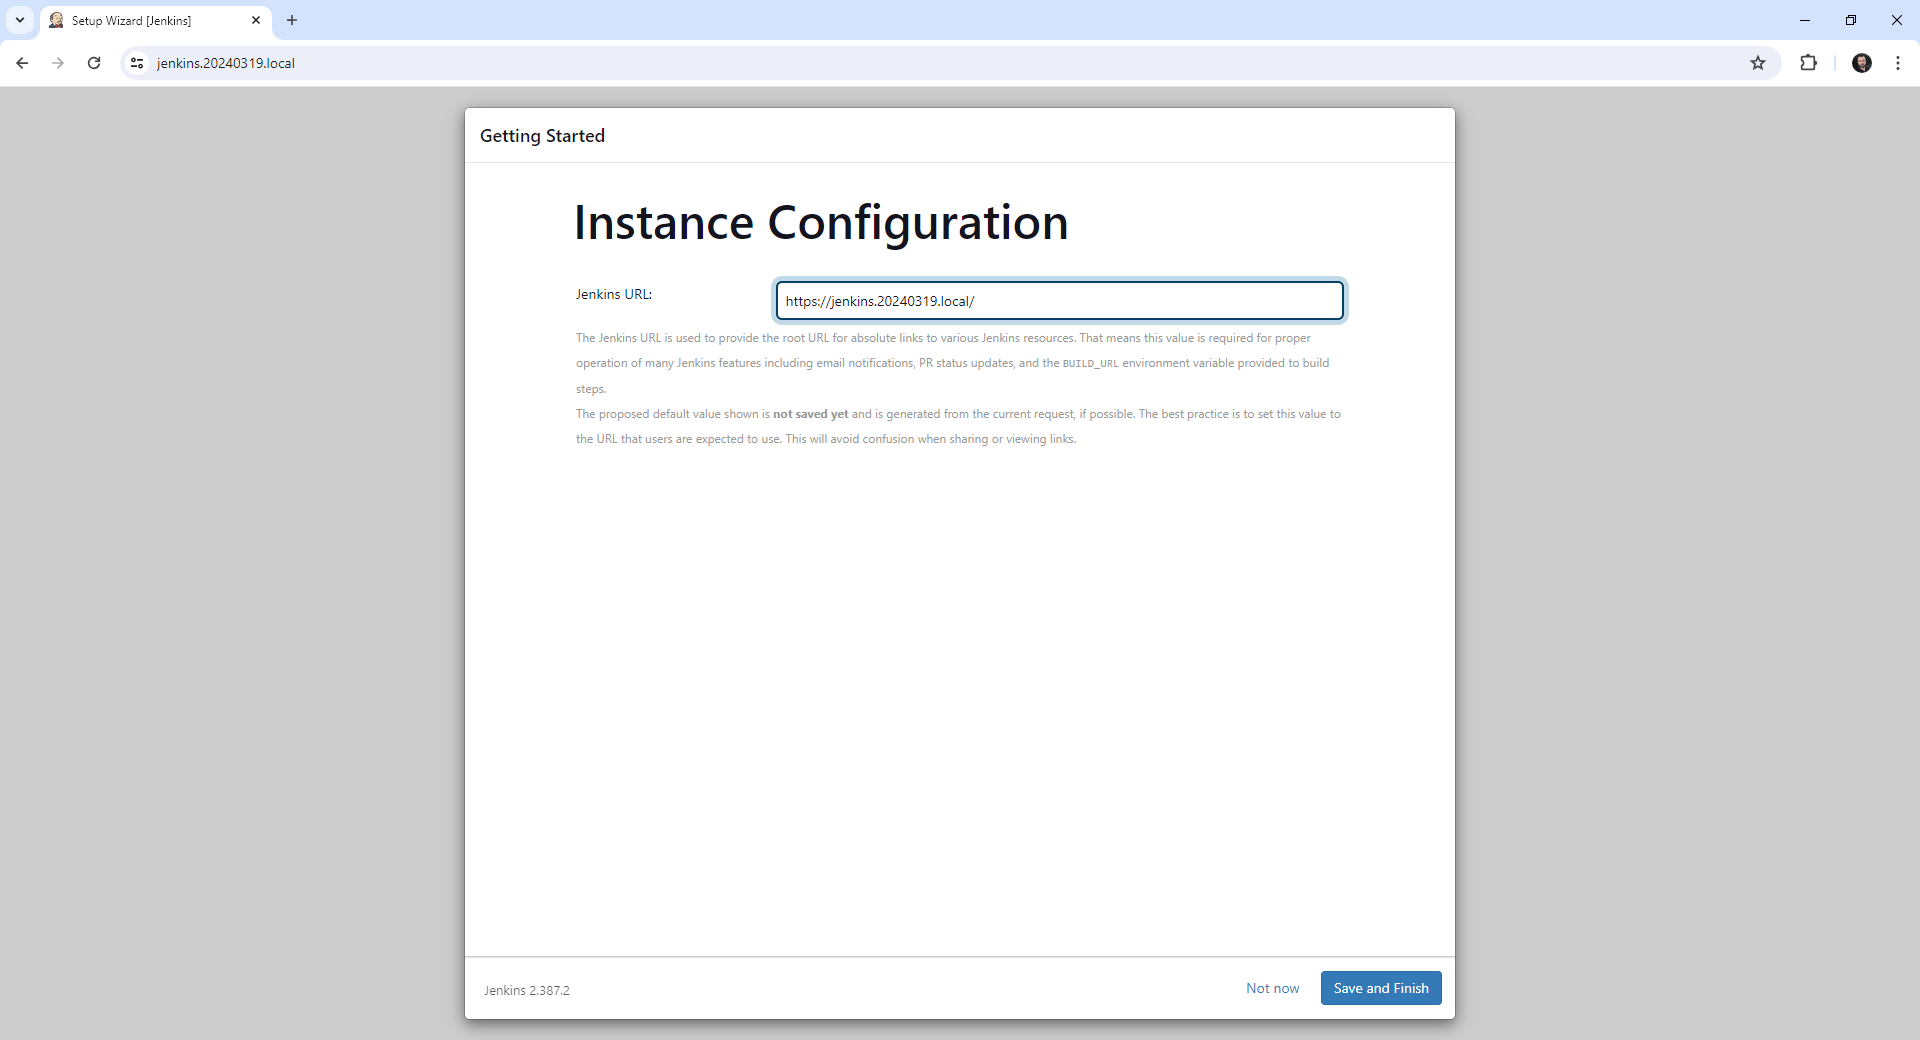 Setup Wizard [Jenkins]
jenkins.20240319.local
Getting Started
Instance Configuration
Jenkins URL:
https://jenkins.20240319.local/
The Jenkins URL is used to provide the root URL for absolute links to various Jenkins resources. That means this value is required for proper
operation of many Jenkins features including email notifications, PR status updates, and the BUILD_URL environment variable provided to build
steps.
The proposed default value shown is not saved yet and is generated from the current request, if possible. The best practice is to set this value to
the URL that users are expected to use. This will avoid confusion when sharing or viewing links.
Jenkins 2.387.2
Not now
Save and Finish